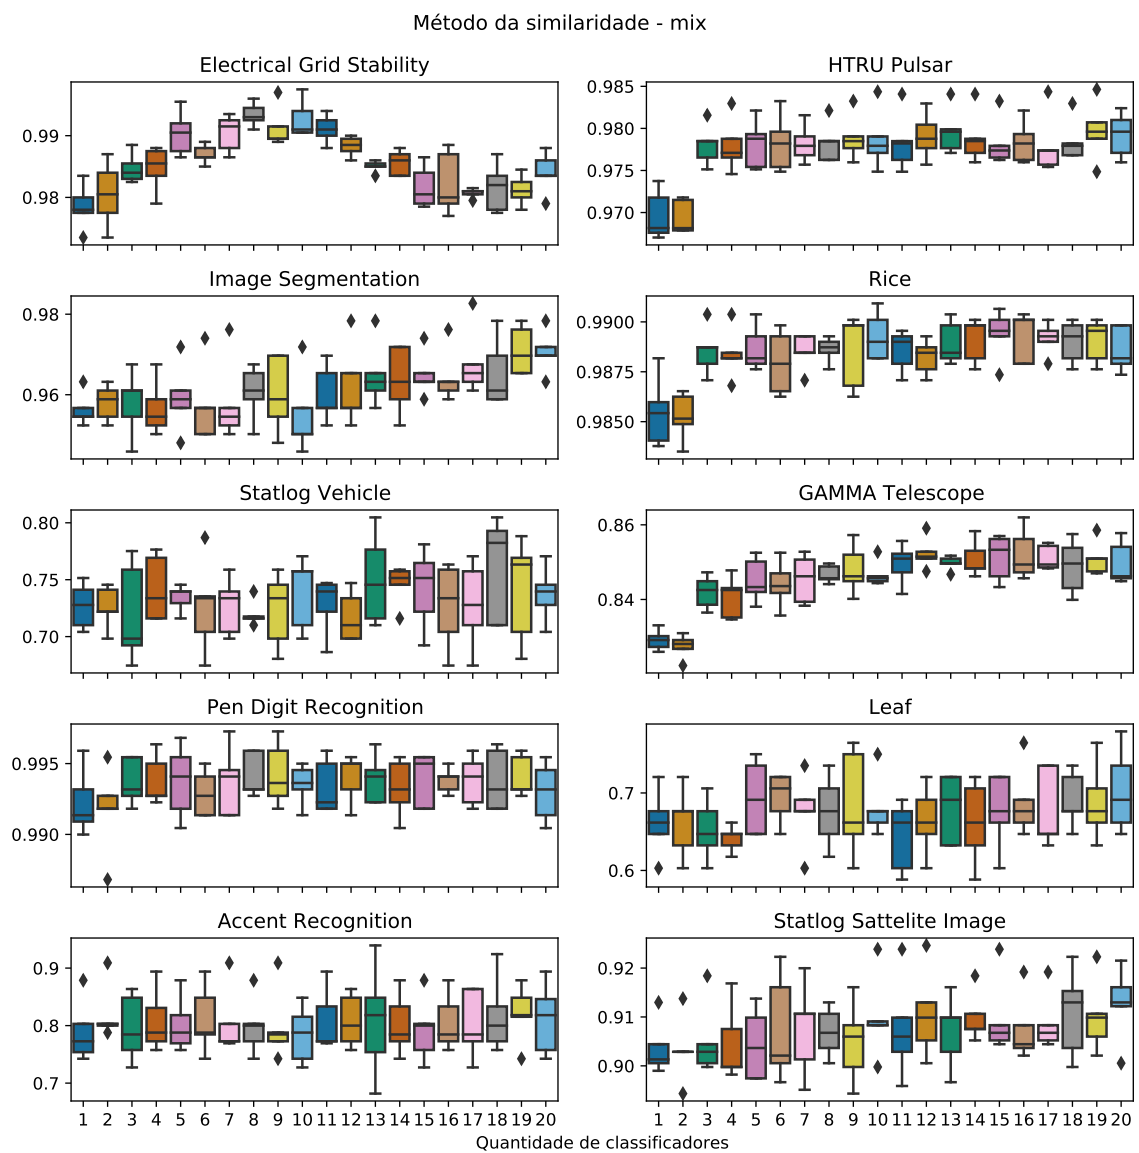 Método da similaridade - mix
Electrical Grid Stability
0.99
0.98
HTRU Pulsar
0.985
0.980
0.975
0.970
Image Segmentation
0.98
0.96
Rice
0.9900
0.9875
0.9850
Statlog Vehicle
0.80
0.75
0.70
GAMMA Telescope
0.86
0.84
Pen Digit Recognition
0.995
0.990
Leaf
0.7
0.6
Accent Recognition
0.9
0.8
0.7
1 2 3 4 5 6 7 8 9 10 11 12 13 14 15 16 17 18 19 20
Statlog Sattelite Image
0.92
0.91
0.90
1 2 3 4 5 6 7 8 9 10 11 12 13 14 15 16 17 18 19 20
Quantidade de classificadores